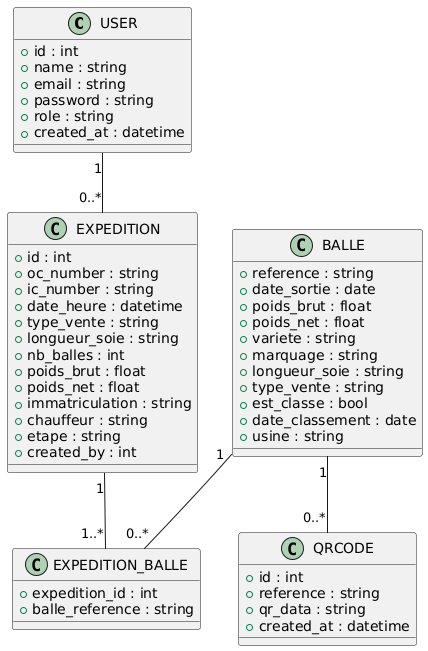 C USER
+ id : int
+ name : string
+ email : string
+ password : string
+ role : string
+ created_at : datetime
1
0..*
C EXPEDITION
+ id : int
+ oc_number : string
+ ic_number : string
+ date_heure : datetime
+ type_vente : string
+ longueur_soie : string
+ nb_balles : int
+ poids_brut : float
+ poids_net : float
+ immatriculation : string
+ chauffeur : string
+ etape : string
+ created_by : int
C BALLE
+ reference : string
+ date_sortie : date
+ poids_brut : float
+ poids_net : float
+ variete : string
+ marquage : string
+ longueur_soie : string
+ type_vente : string
+ est_classe : bool
+ date_classement : date
+ usine : string
1
1..*
1
0..*
1
0..*
C EXPEDITION_BALLE
+ expedition_id : int
+ balle_reference : string
C QRCODE
+ id : int
+ reference : string
+ qr_data : string
+ created_at : datetime